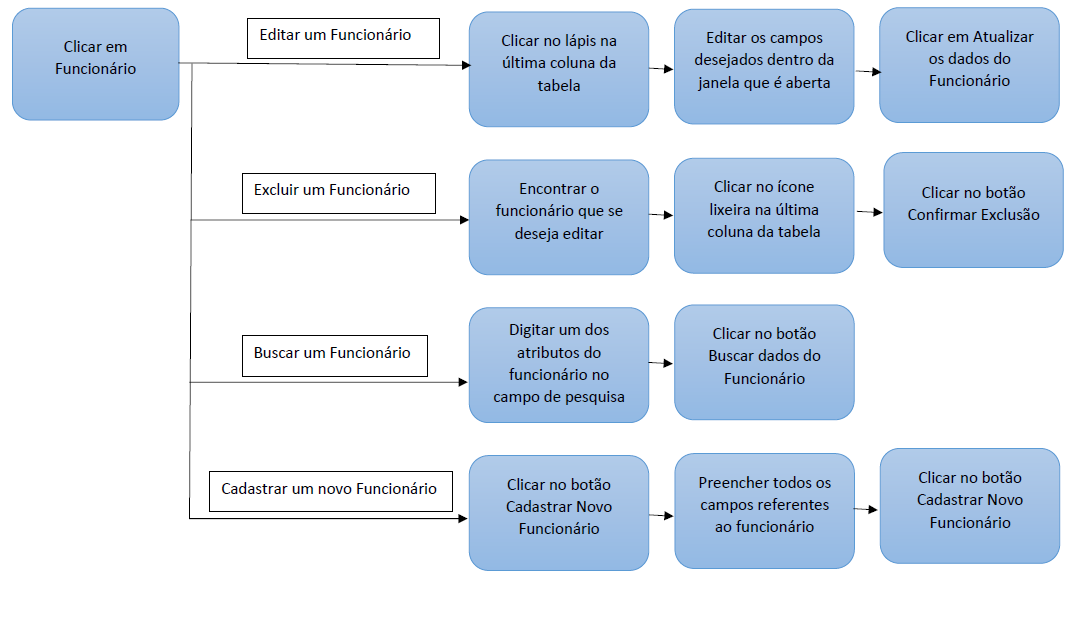 Clicar em
Funcionário
Editar um Funcionário
Clicar no lápis na
última coluna da
tabela
Editar os campos
desejados dentro da
janela que é aberta
Clicar em Atualizar
os dados do
Funcionário
Excluir um Funcionário
Encontrar o
funcionário que se
deseja editar
Clicar no ícone
lixeira na última
coluna da tabela
Clicar no botão
Confirmar Exclusão
Buscar um Funcionário
Digitar um dos
atributos do
funcionário no
campo de pesquisa
Clicar no botão
Buscar dados do
Funcionário
Cadastrar um novo Funcionário
Clicar no botão
Cadastrar Novo
Funcionário
Preencher todos os
campos referentes
ao funcionário
Clicar no botão
Cadastrar Novo
Funcionário